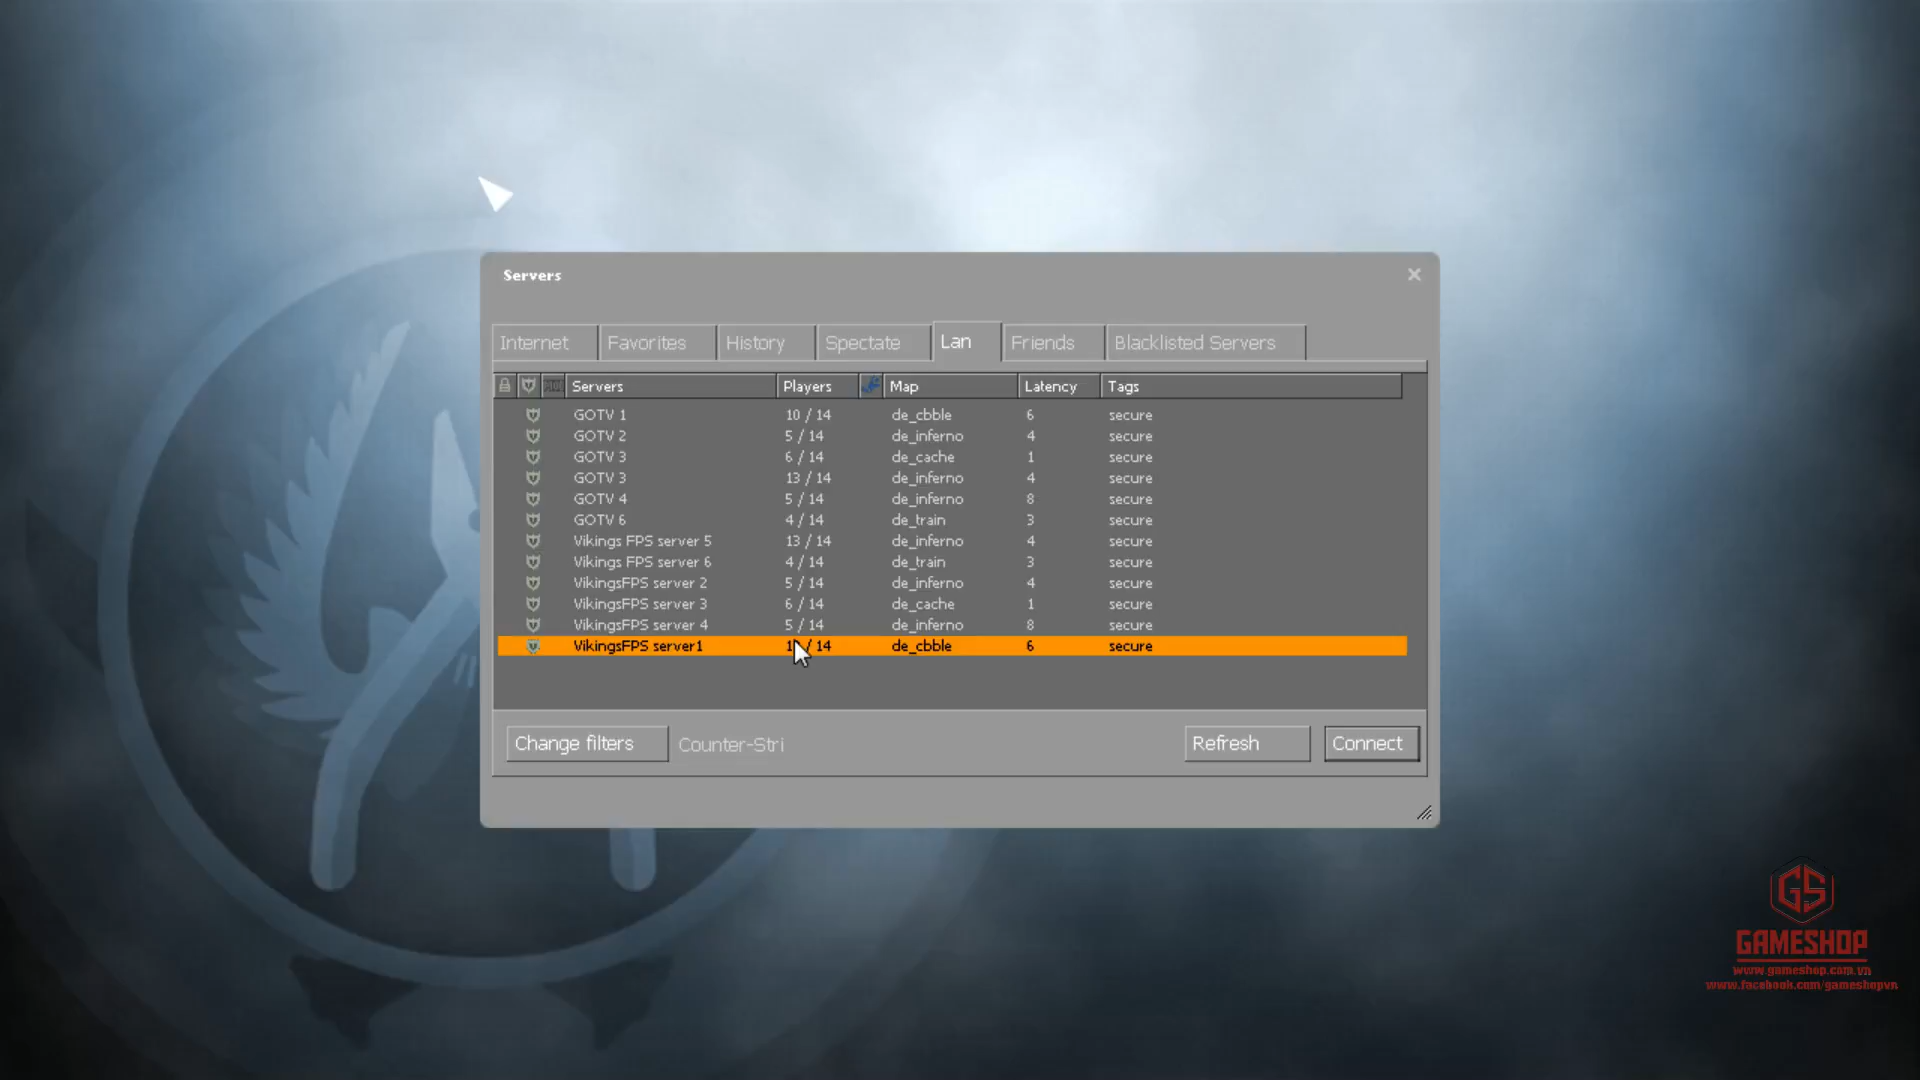 Servers
Internet Favorites History Spectate Lan Friends Blacklisted Servers
Servers Players Map Latency Tags
GOTV 1 10 / 14 de_cbble 6 secure
GOTV 2 5 / 14 de_inferno 4 secure
GOTV 3 6 / 14 de_cache 1 secure
GOTV 3 13 / 14 de_inferno 4 secure
GOTV 4 5 / 14 de_inferno 8 secure
GOTV 6 4 / 14 de_train 3 secure
Vikings FPS server 5 13 / 14 de_inferno 4 secure
Vikings FPS server 6 4 / 14 de_train 3 secure
VikingsFPS server 2 5 / 14 de_inferno 4 secure
VikingsFPS server 3 6 / 14 de_cache 1 secure
VikingsFPS server 4 5 / 14 de_inferno 8 secure
VikingsFPS server1 / 14 de_cbble 6 secure
Change filters Counter-Stri Refresh Connect
GS
GAMESHOP
www.gameshop.com.vn
www.facebook.com/gameshopvn